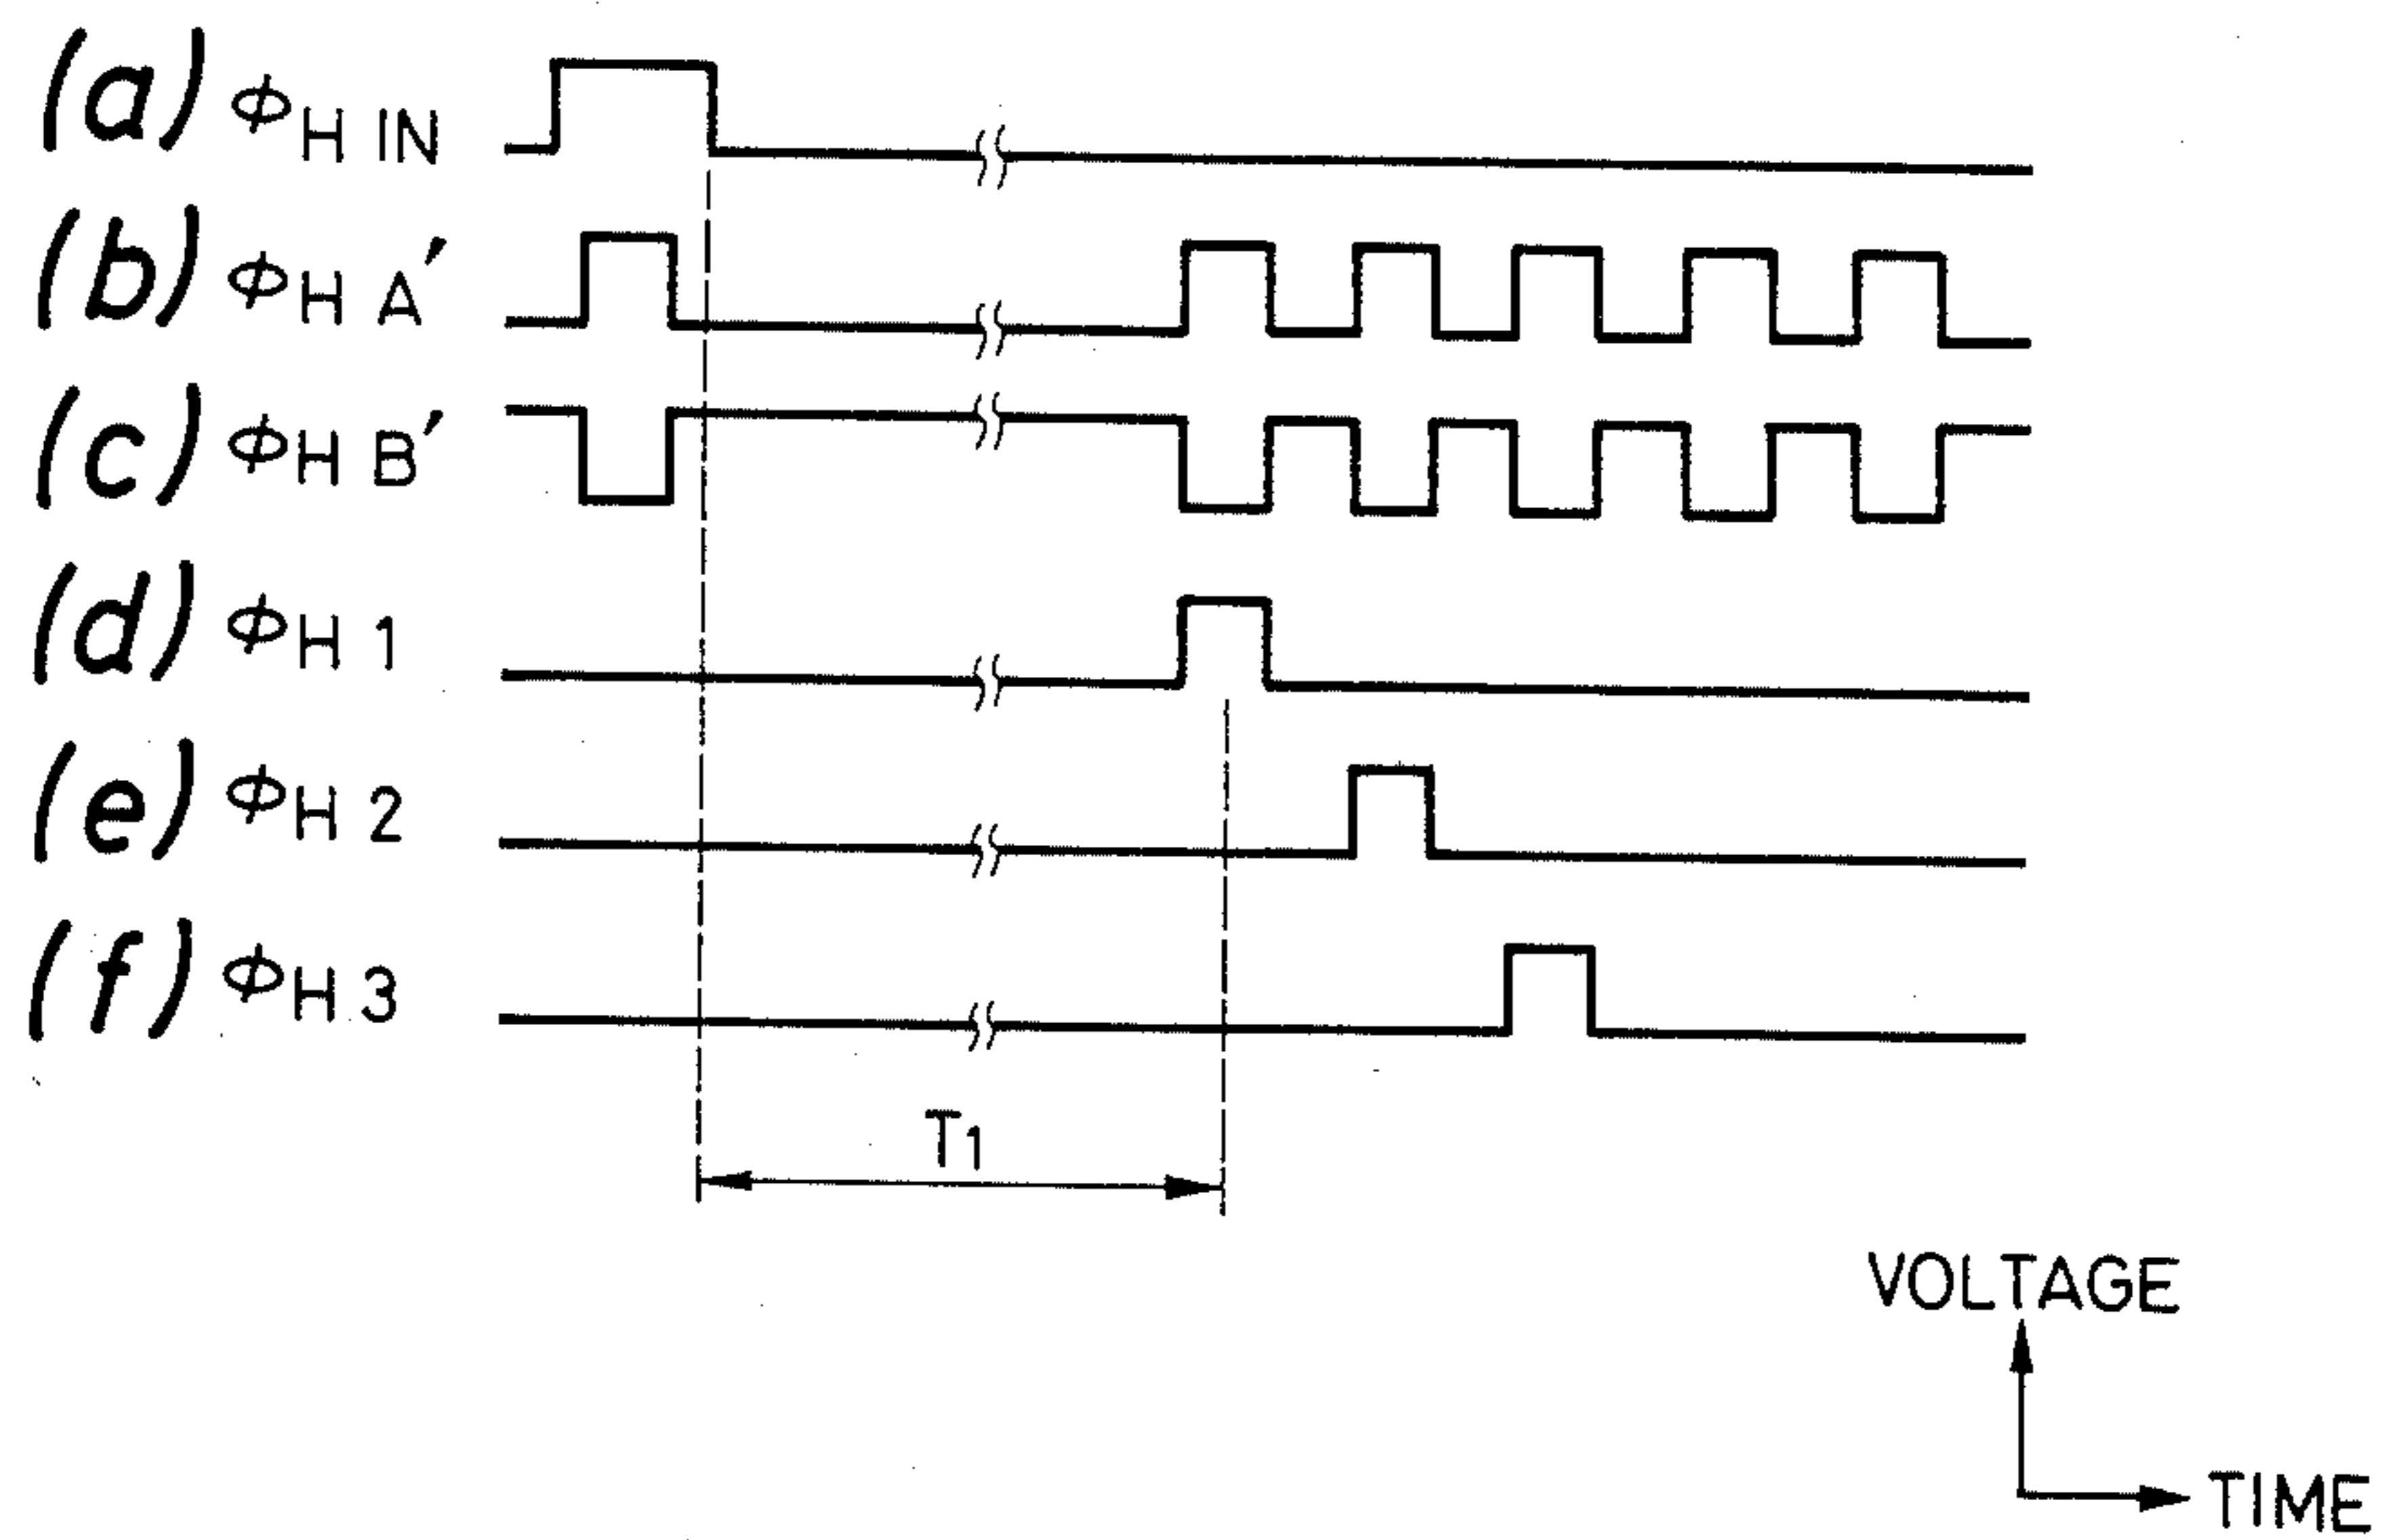 (a) ΦH IN
(b) ΦH A'
(c) ΦH B'
(d) ΦH 1
(e) ΦH 2
(f) ΦH 3
T1
VOLTAGE
TIME